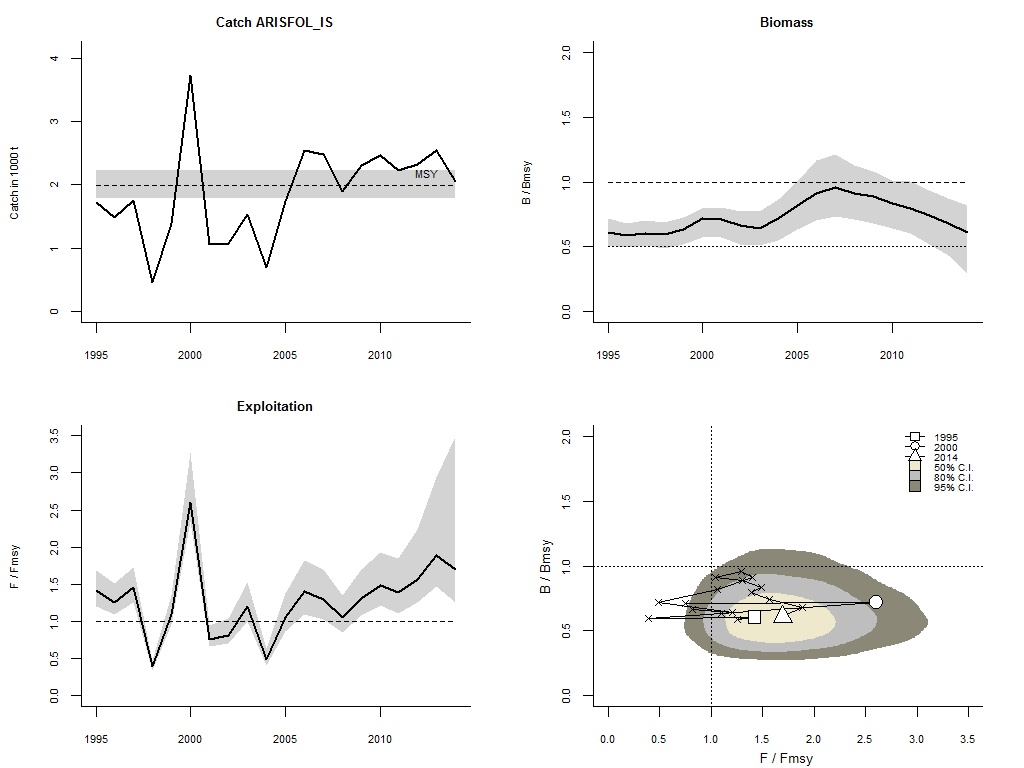 Catch ARISFOL_IS
Catch in 1000 t
4
3
2
1
0
MSY
1995 2000 2005 2010
Biomass
B / Bmsy
2.0
1.5
1.0
0.5
0.0
1995 2000 2005 2010
Exploitation
F / Fmsy
3.5
3.0
2.5
2.0
1.5
1.0
0.5
0.0
1995 2000 2005 2010
B / Bmsy
2.0
1.5
1.0
0.5
0.0
1995
2000
2014
50% C.I.
80% C.I.
95% C.I.
0.0 0.5 1.0 1.5 2.0 2.5 3.0 3.5
F / Fmsy